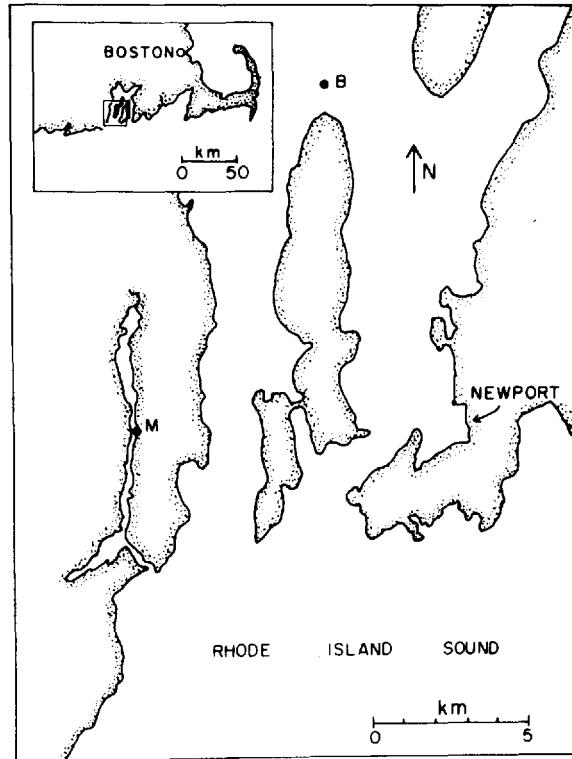 BOSTON
km
0 50
B
N
NEWPORT
M
RHODE ISLAND SOUND
km
0 5